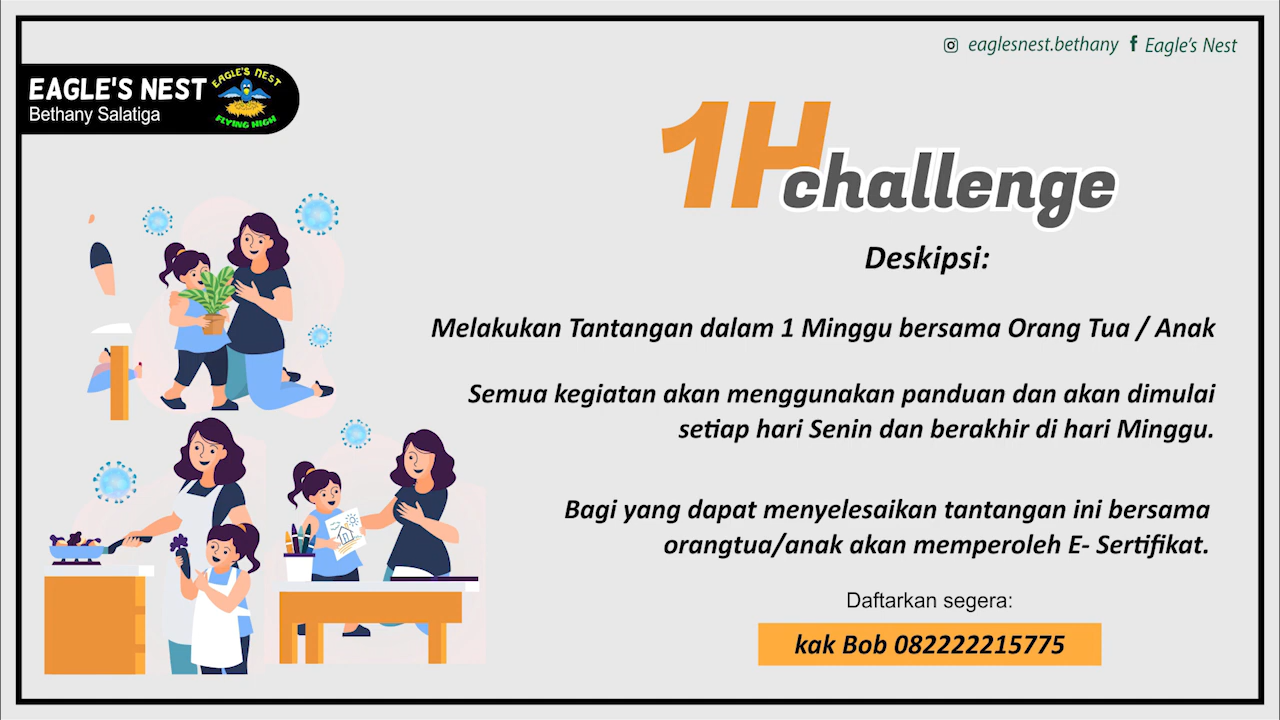 eaglesnest.bethany Eagle's Nest
EAGLE'S NEST
Bethany Salatiga
EAGLE'S NEST
FLYING HIGH
1H
challenge
Deskipsi:
Melakukan Tantangan dalam 1 Minggu bersama Orang Tua / Anak
Semua kegiatan akan menggunakan panduan dan akan dimulai
setiap hari Senin dan berakhir di hari Minggu.
Bagi yang dapat menyelesaikan tantangan ini bersama
orangtua/anak akan memperoleh E- Sertifikat.
Daftarkan segera:
kak Bob 082222215775